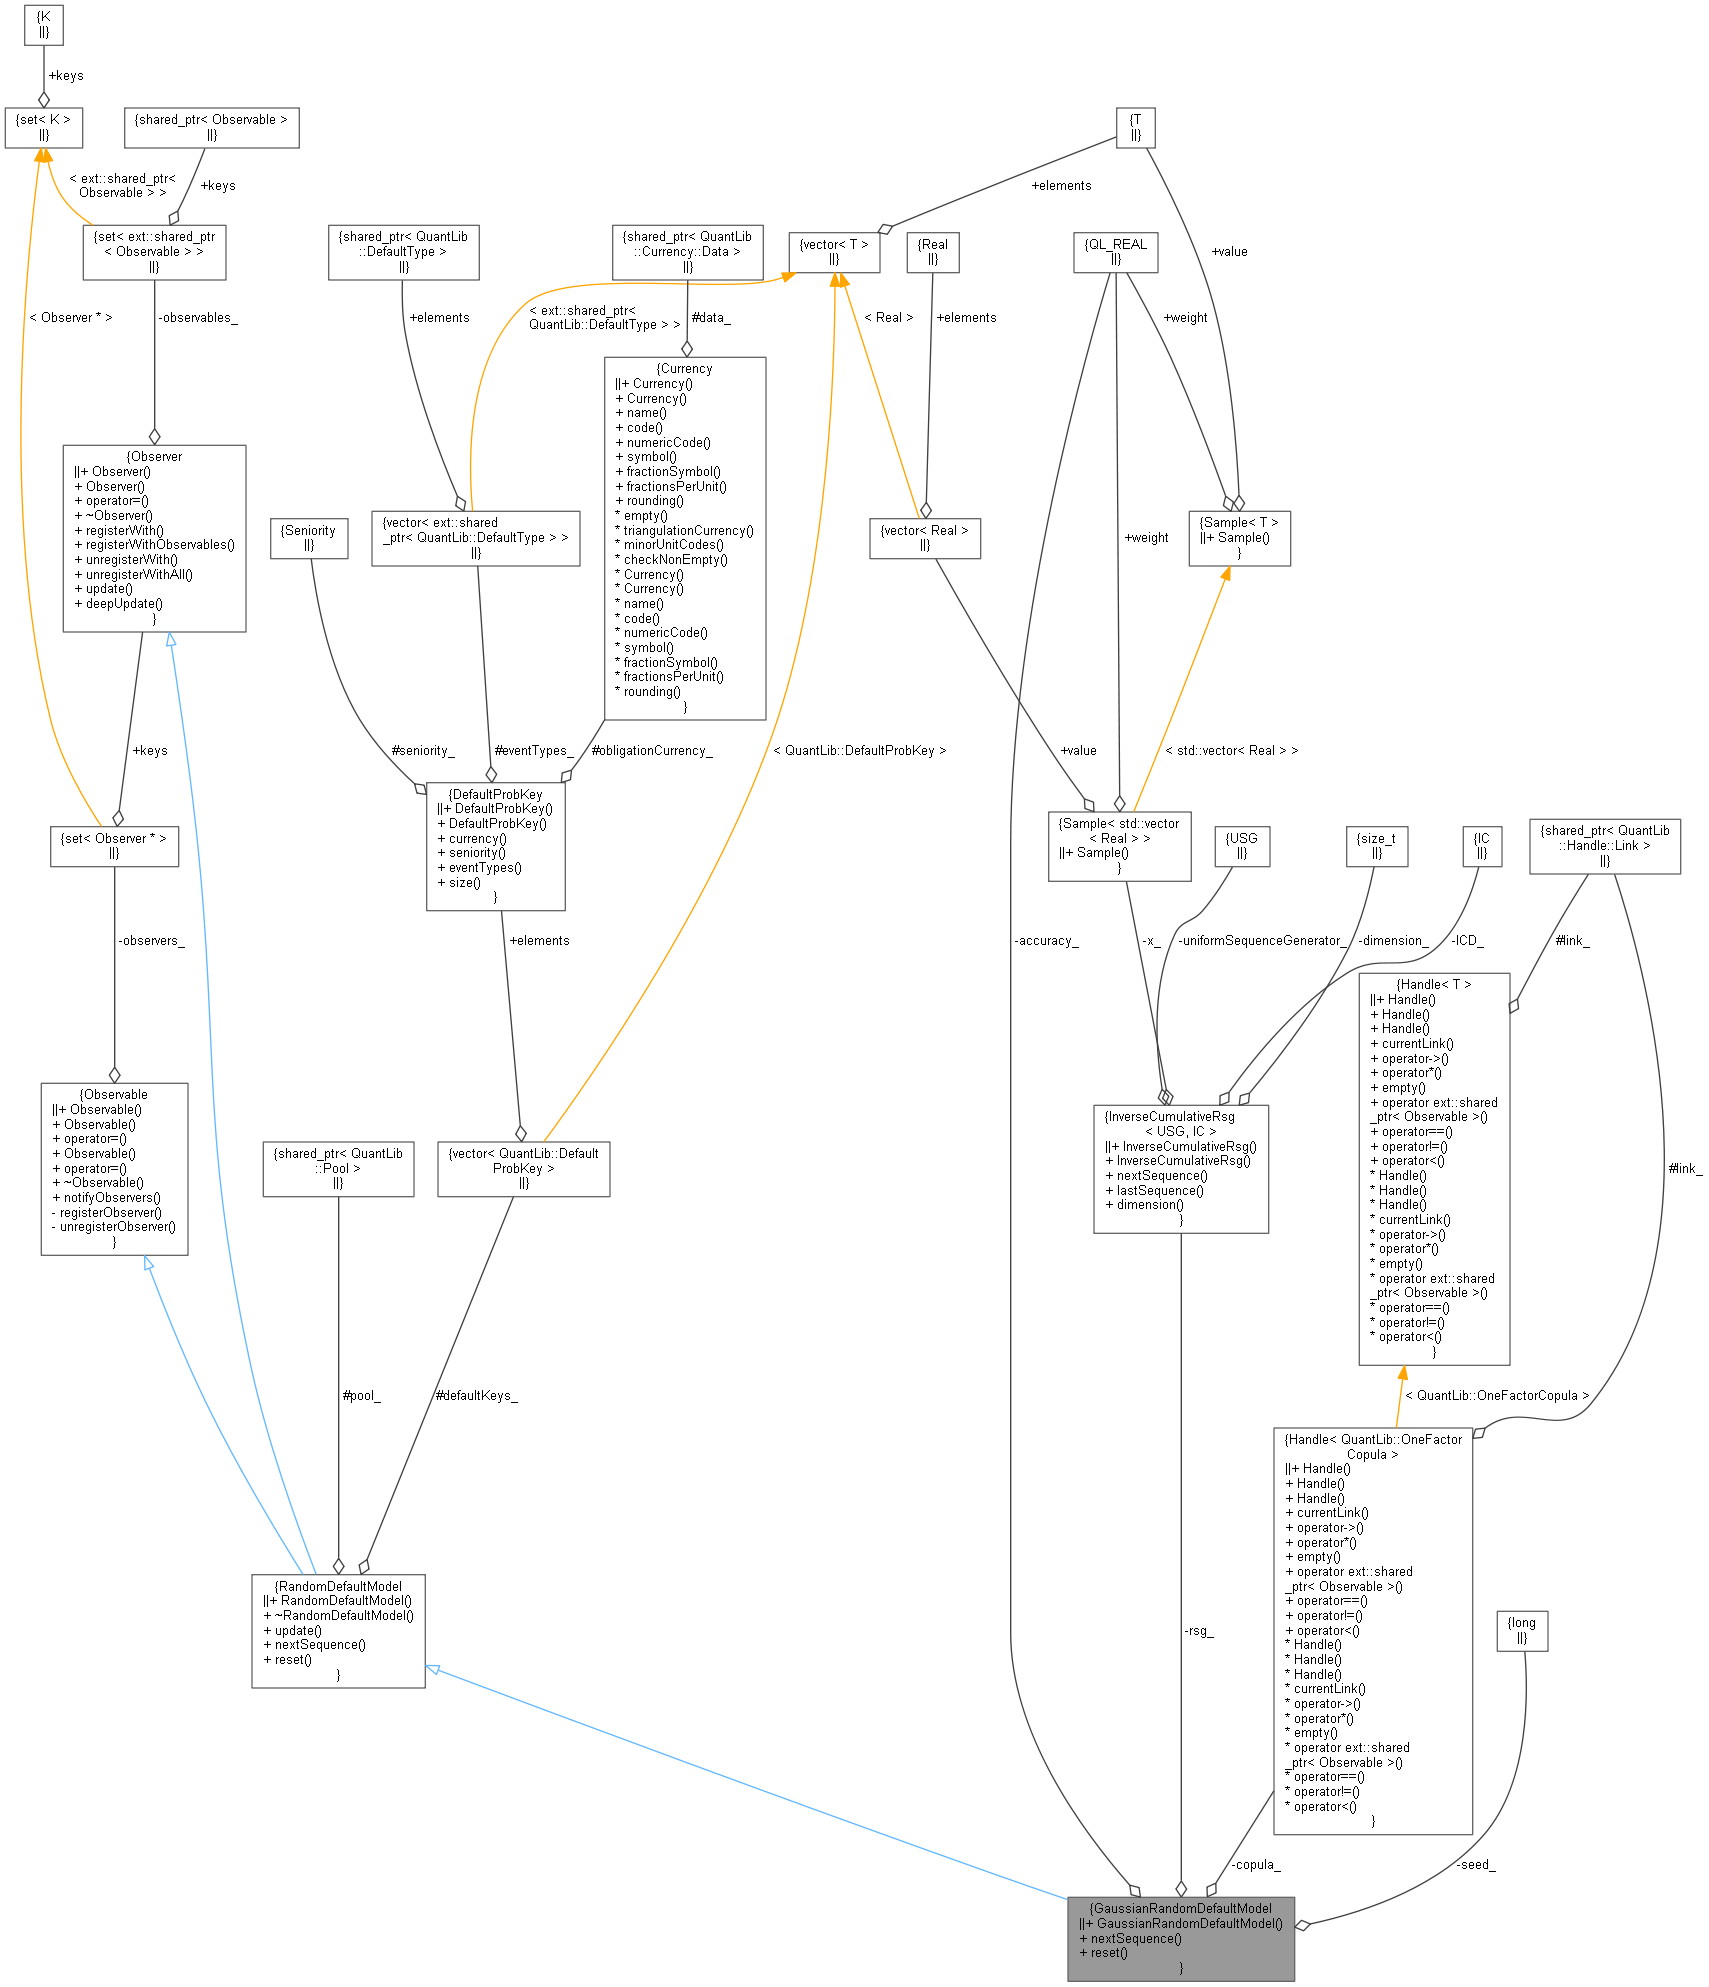 {K
||}
+keys
{set< K >
||}
{shared_ptr< Observable >
||}
{T
||}
< ext::shared_ptr<
Observable > >
+keys
+elements
{set< ext::shared_ptr
< Observable > >
||}
{shared_ptr< QuantLib
::DefaultType >
||}
{shared_ptr< QuantLib
::Currency::Data >
||}
{vector< T >
||}
{Real
||}
{QL_REAL
||}
+value
< Observer * >
-observables_
+elements
< ext::shared_ptr<
QuantLib::DefaultType > >
#data_
< Real >
+elements
+weight
{Currency
||+ Currency()
+ Currency()
+ name()
+ code()
+ numericCode()
+ symbol()
+ fractionSymbol()
+ fractionsPerUnit()
+ rounding()
* empty()
* triangulationCurrency()
* minorUnitCodes()
* checkNonEmpty()
* Currency()
* Currency()
* name()
* code()
* numericCode()
* symbol()
* fractionSymbol()
* fractionsPerUnit()
* rounding()
}
{Observer
||+ Observer()
+ Observer()
+ operator=()
+ ~Observer()
+ registerWith()
+ registerWithObservables()
+ unregisterWith()
+ unregisterWithAll()
+ update()
+ deepUpdate()
}
{Seniority
||}
{vector< ext::shared
_ptr< QuantLib::DefaultType > >
||}
{vector< Real >
||}
+weight
{Sample< T >
||+ Sample()
}
+keys
#seniority_
#eventTypes_
#obligationCurrency_
< QuantLib::DefaultProbKey >
+value
< std::vector< Real > >
{set< Observer * >
||}
{DefaultProbKey
||+ DefaultProbKey()
+ DefaultProbKey()
+ currency()
+ seniority()
+ eventTypes()
+ size()
}
{Sample< std::vector
< Real > >
||+ Sample()
}
{USG
||}
{size_t
||}
{IC
||}
{shared_ptr< QuantLib
::Handle::Link >
||}
-observers_
+elements
-accuracy_
-x_
-uniformSequenceGenerator_
-dimension_
-ICD_
#link_
{Handle< T >
||+ Handle()
+ Handle()
+ Handle()
+ currentLink()
+ operator->()
+ operator*()
+ empty()
+ operator ext::shared
_ptr< Observable >()
+ operator==()
+ operator!=()
+ operator<()
* Handle()
* Handle()
* Handle()
* currentLink()
* operator->()
* operator*()
* empty()
* operator ext::shared
_ptr< Observable >()
* operator==()
* operator!=()
* operator<()
}
{Observable
||+ Observable()
+ Observable()
+ operator=()
+ Observable()
+ operator=()
+ ~Observable()
+ notifyObservers()
- registerObserver()
- unregisterObserver()
}
{shared_ptr< QuantLib
::Pool >
||}
{vector< QuantLib::Default
ProbKey >
||}
{InverseCumulativeRsg
< USG, IC >
||+ InverseCumulativeRsg()
+ InverseCumulativeRsg()
+ nextSequence()
+ lastSequence()
+ dimension()
}
#link_
#pool_
#defaultKeys_
< QuantLib::OneFactorCopula >
{Handle< QuantLib::OneFactor
Copula >
||+ Handle()
+ Handle()
+ Handle()
+ currentLink()
+ operator->()
+ operator*()
+ empty()
+ operator ext::shared
_ptr< Observable >()
+ operator==()
+ operator!=()
+ operator<()
* Handle()
* Handle()
* Handle()
* currentLink()
* operator->()
* operator*()
* empty()
* operator ext::shared
_ptr< Observable >()
* operator==()
* operator!=()
* operator<()
}
{RandomDefaultModel
||+ RandomDefaultModel()
+ ~RandomDefaultModel()
+ update()
+ nextSequence()
+ reset()
}
-rsg_
{long
||}
-copula_
-seed_
{GaussianRandomDefaultModel
||+ GaussianRandomDefaultModel()
+ nextSequence()
+ reset()
}